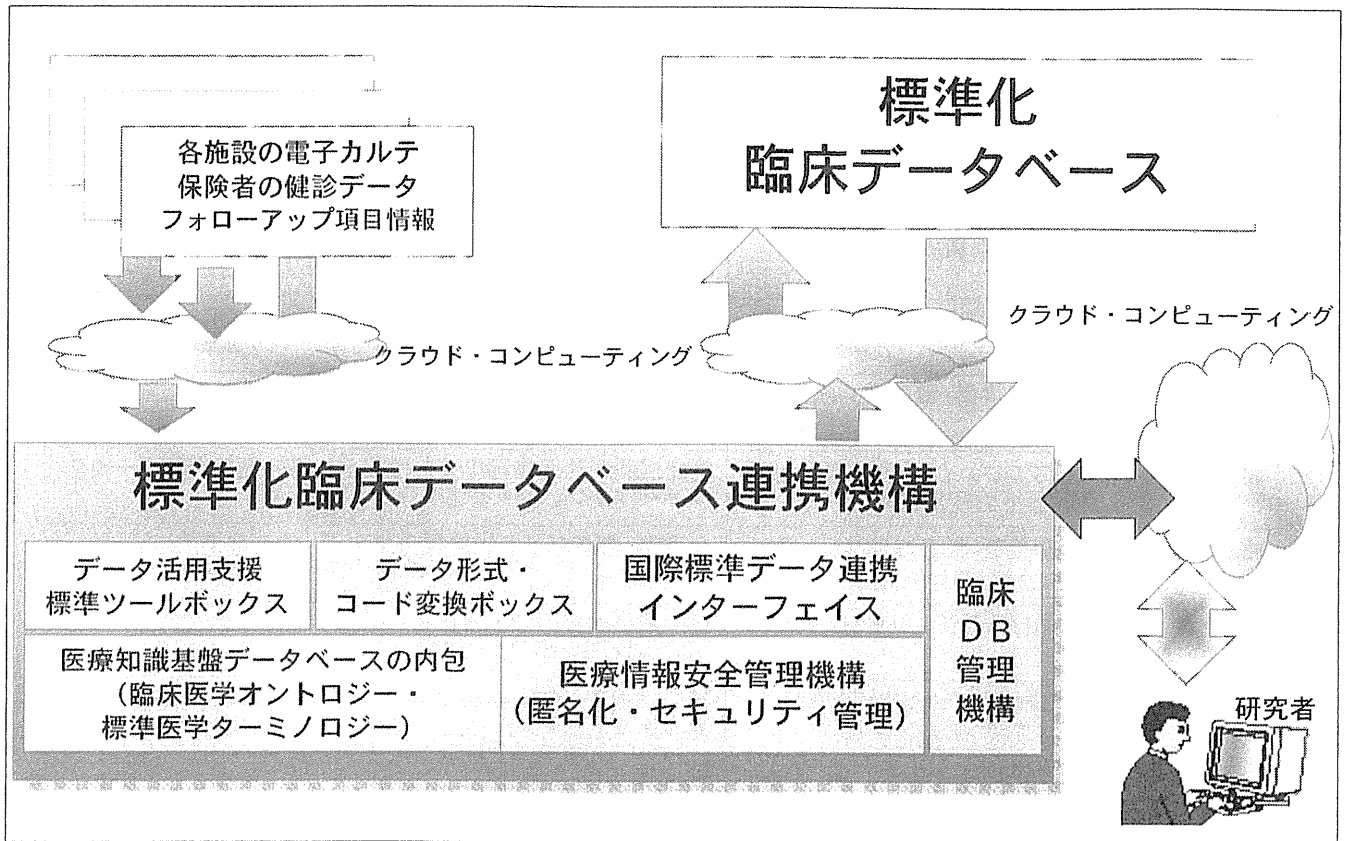 各施設の電子カルテ
保険者の健診データ
フォローアップ項目情報
標準化
臨床データベース
クラウド・コンピューティング
クラウド・コンピューティング
標準化臨床データベース連携機構
データ活用支援
標準ツールボックス
データ形式・
コード変換ボックス
国際標準データ連携
インターフェイス
臨床
DB
管理
機構
医療知識基盤データベースの内包
(臨床医学オントロジー・
標準医学ターミノロジー)
医療情報安全管理機構
(匿名化・セキュリティ管理)
研究者